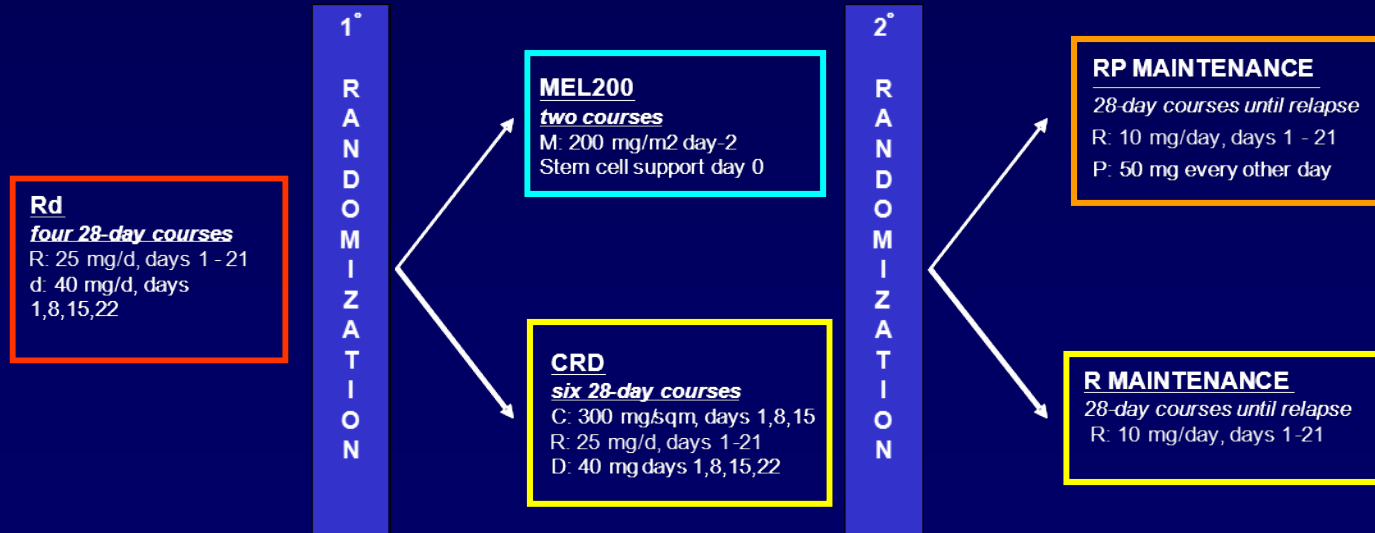 Rd
four 28-day courses
R: 25 mg/d, days 1 - 21
d: 40 mg/d, days
1,8,15,22
1°
R
A
N
D
O
M
I
Z
A
T
I
O
N
MEL200
two courses
M: 200 mg/m2 day-2
Stem cell support day 0
CRD
six 28-day courses
C: 300 mg/sqm, days 1,8,15
R: 25 mg/d, days 1-21
D: 40 mg days 1,8,15,22
2°
R
A
N
D
O
M
I
Z
A
T
I
O
N
RP MAINTENANCE
28-day courses until relapse
R: 10 mg/day, days 1 - 21
P: 50 mg every other day
R MAINTENANCE
28-day courses until relapse
R: 10 mg/day, days 1-21